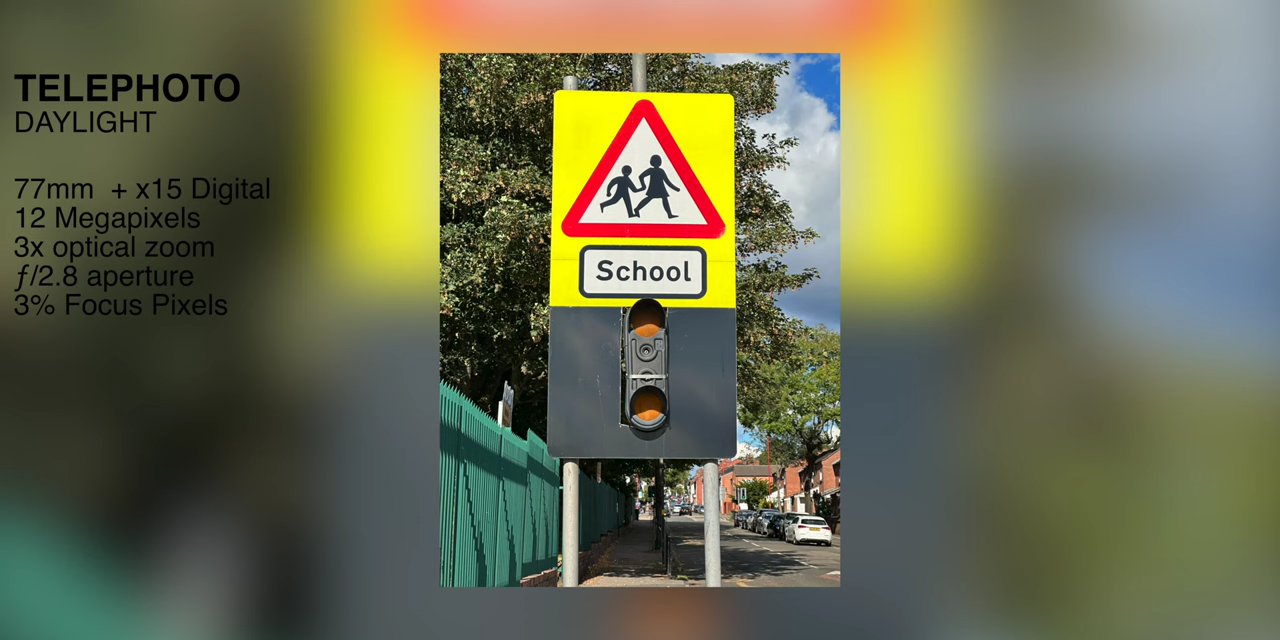 TELEPHOTO
DAYLIGHT
77mm + x15 Digital
12 Megapixels
3x optical zoom
ƒ/2.8 aperture
3% Focus Pixels
School